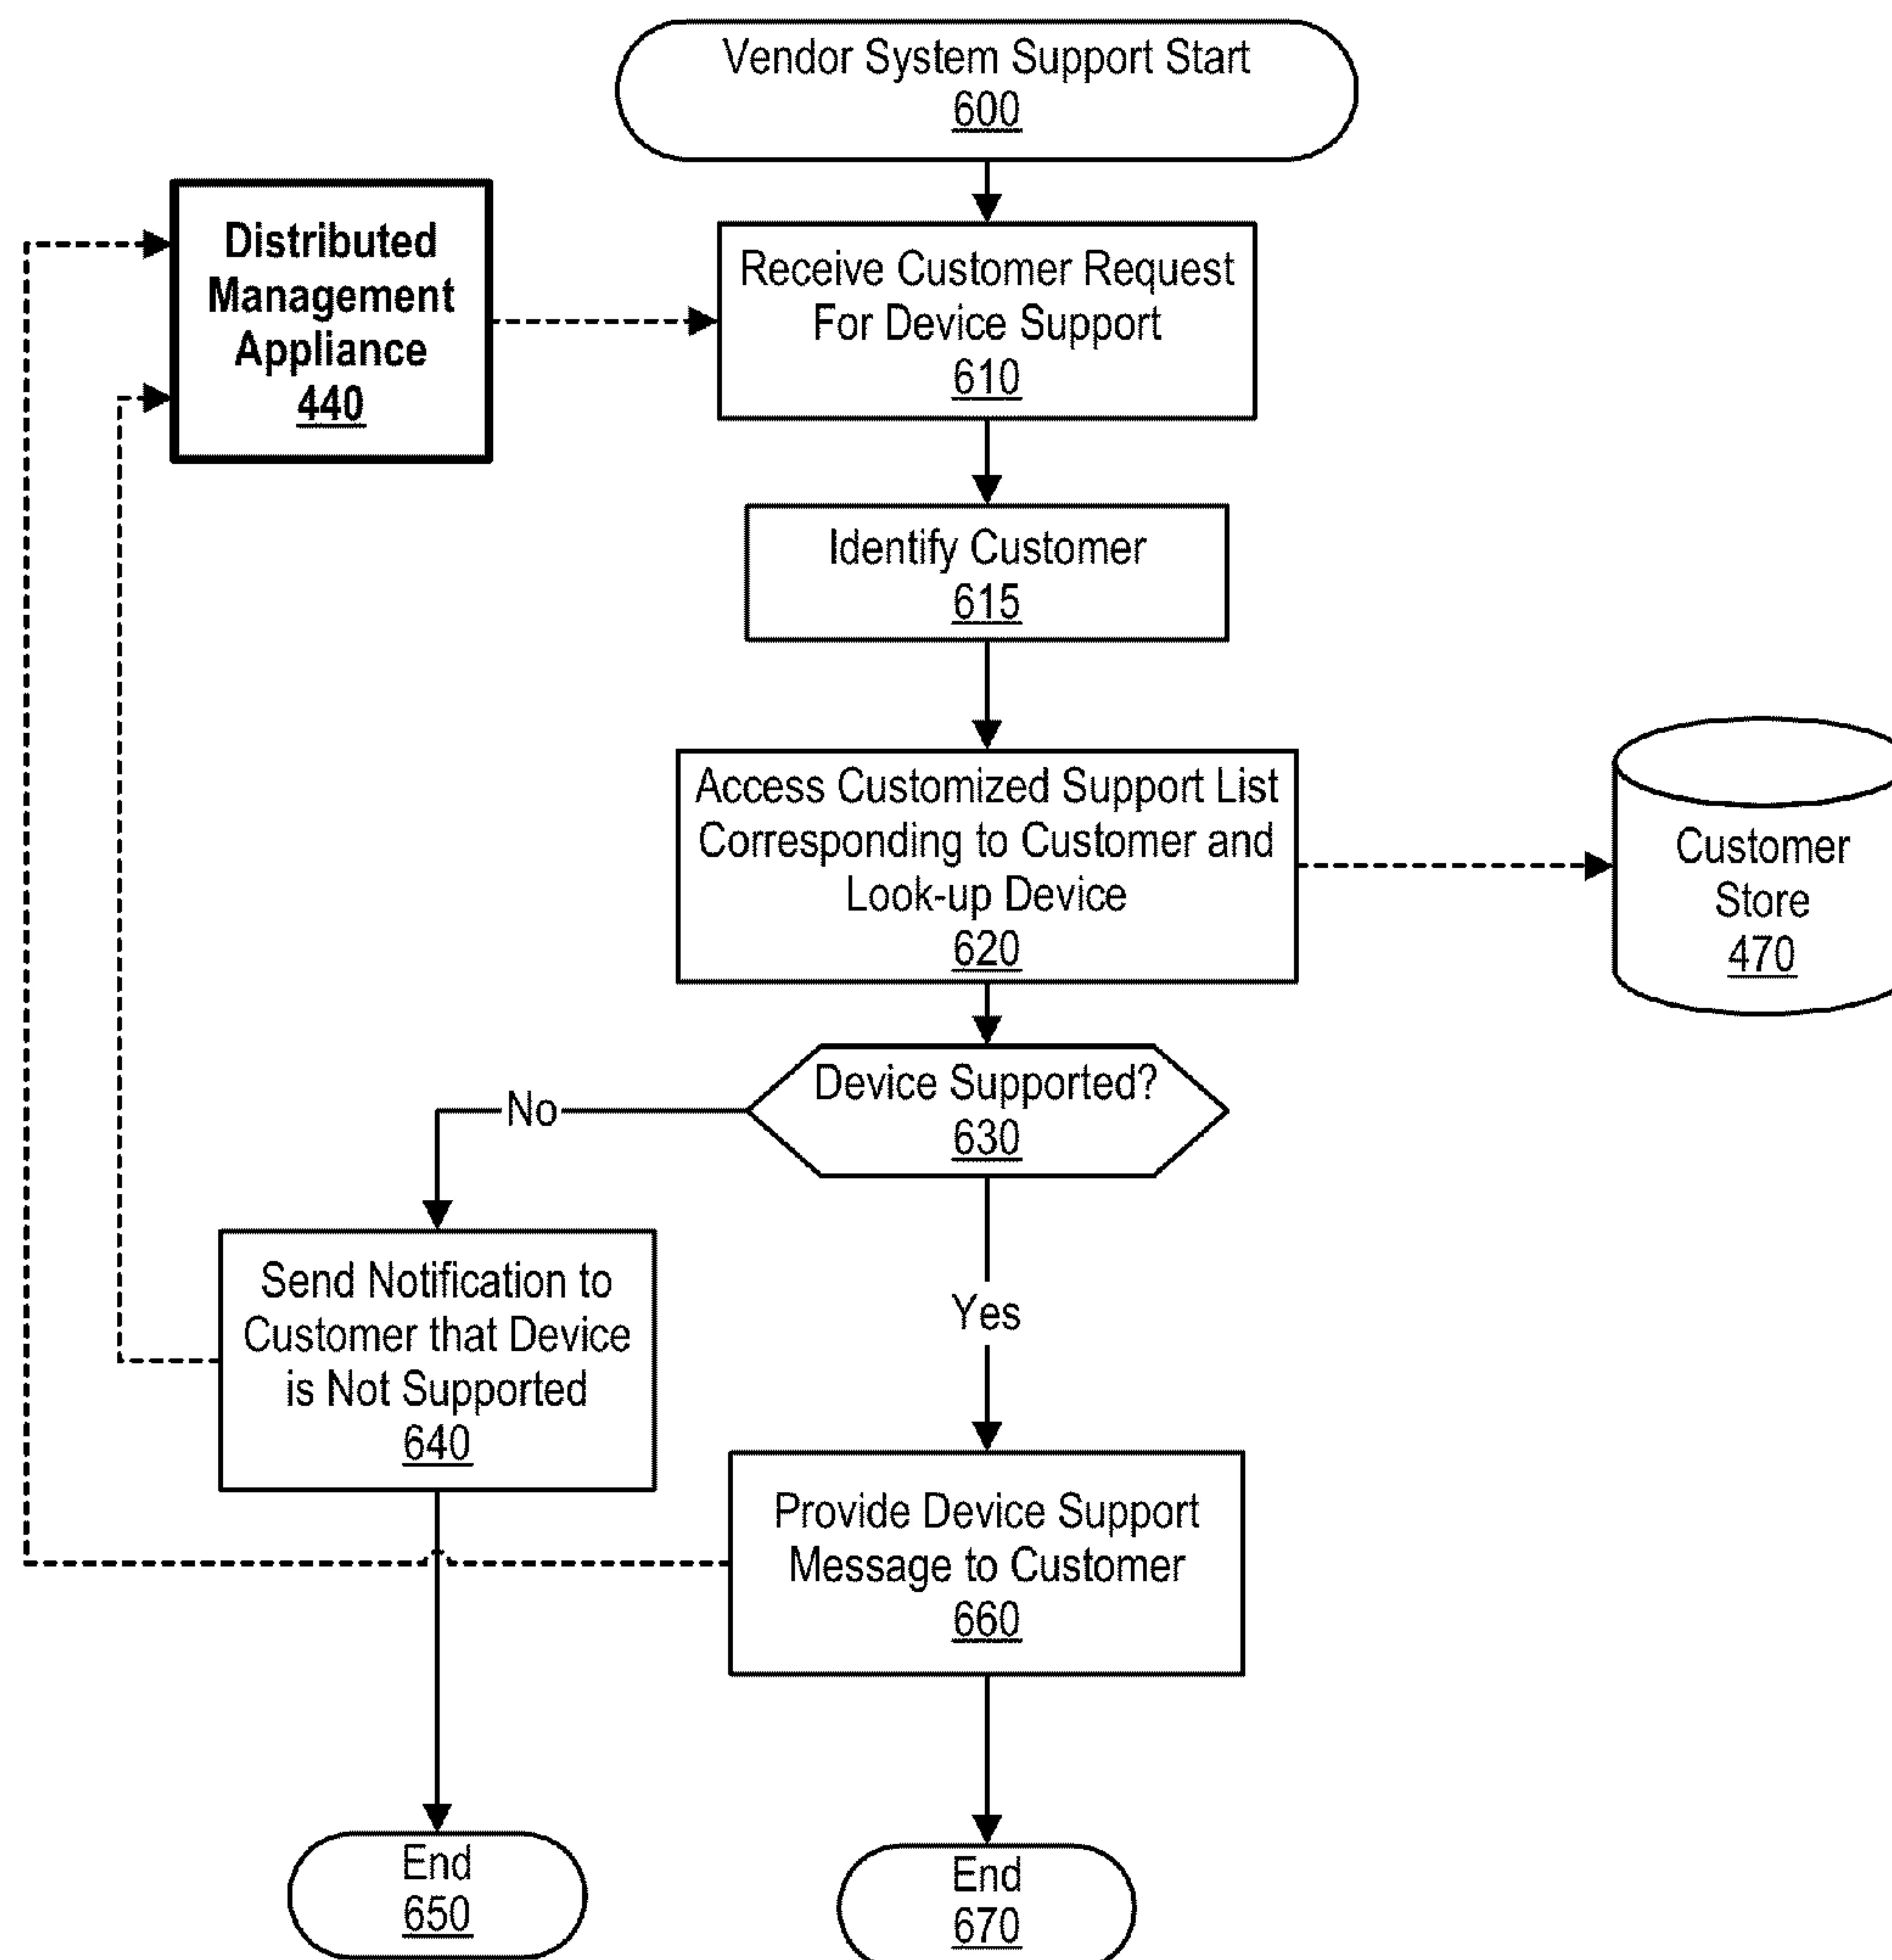 Vendor System Support Start
600
Distributed
Management
Appliance
440
Receive Customer Request
For Device Support
610
Identify Customer
615
Access Customized Support List
Corresponding to Customer and
Look-up Device
620
Customer
Store
470
Device Supported?
630
No
Yes
Send Notification to
Customer that Device
is Not Supported
640
Provide Device Support
Message to Customer
660
End
650
End
670